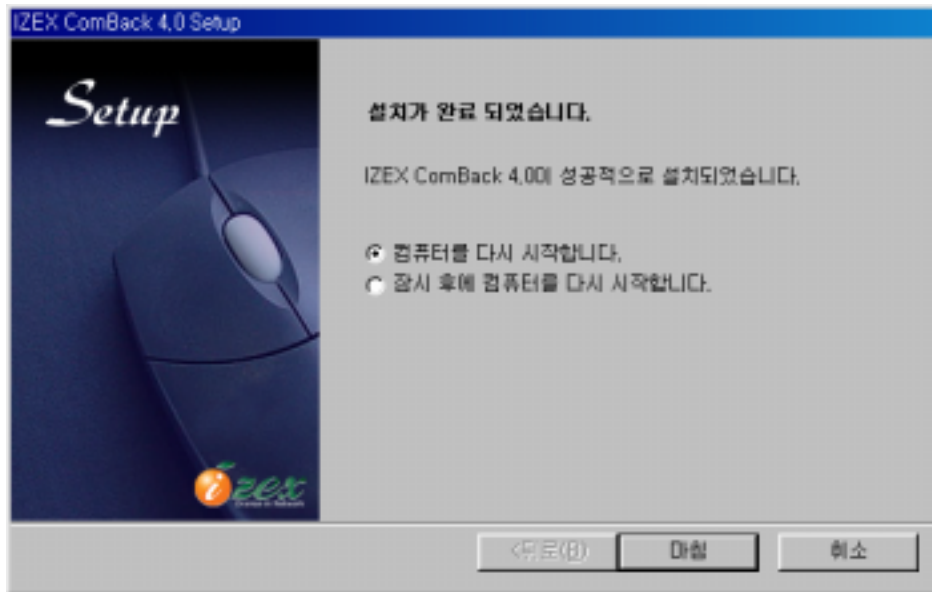 IZEX ComBack 4.0 Setup
Setup
설치가 완료 되었습니다.
IZEX ComBack 4.0이 성공적으로 설치되었습니다.
컴퓨터를 다시 시작합니다.
잠시 후에 컴퓨터를 다시 시작합니다.
izex
<뒤로(B)
마침
취소